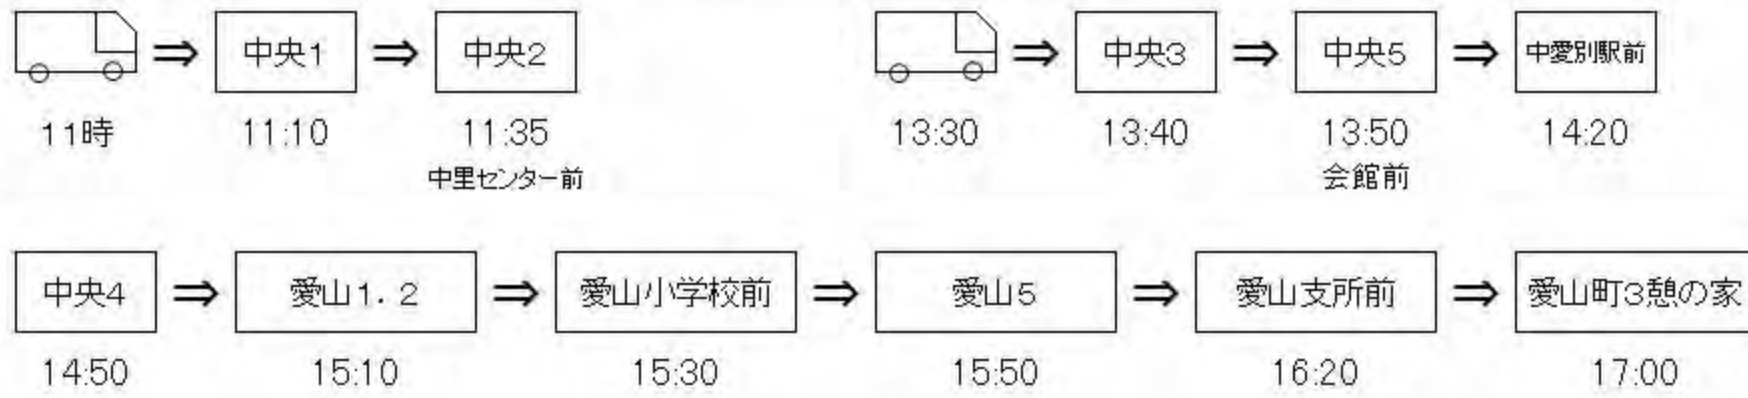 中央1 ⇒ 中央2
11時 11:10 11:35
中里センター前
⇒ 中央3 ⇒ 中央5 ⇒ 中愛別駅前
13:30 13:40 13:50 14:20
会館前
中央4 ⇒ 愛山1.2 ⇒ 愛山小学校前 ⇒ 愛山5 ⇒ 愛山支所前 ⇒ 愛山町3憩の家
14:50 15:10 15:30 15:50 16:20 17:00